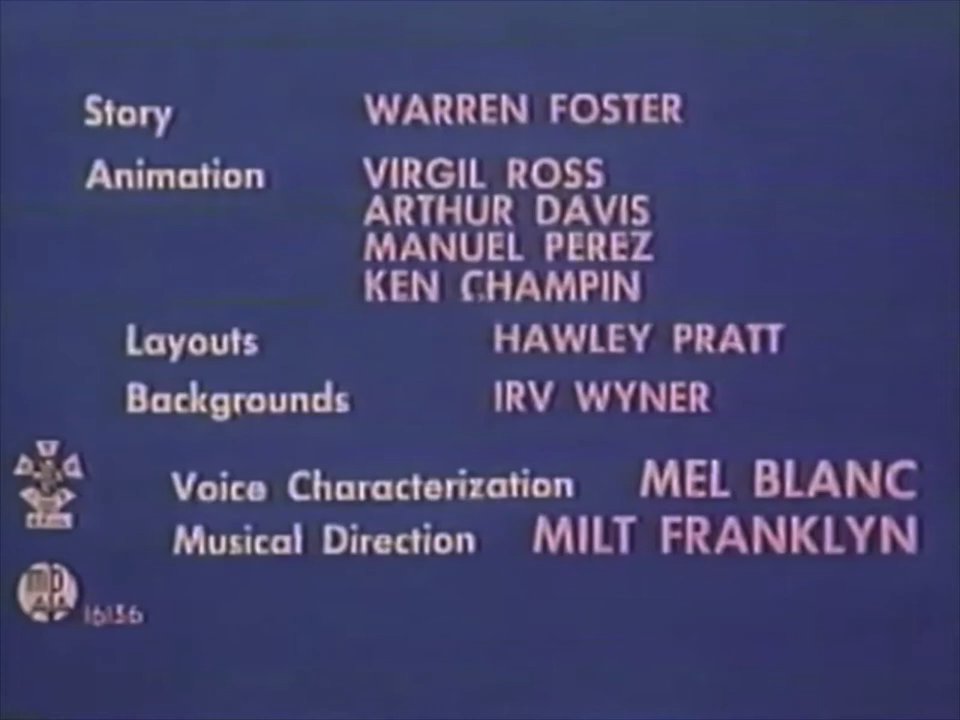 Story WARREN FOSTER
Animation VIRGIL ROSS
ARTHUR DAVIS
MANUEL PEREZ
KEN CHAMPIN
Layouts HAWLEY PRATT
Backgrounds IRV WYNER
Voice Characterization MEL BLANC
Musical Direction MILT FRANKLYN
16136